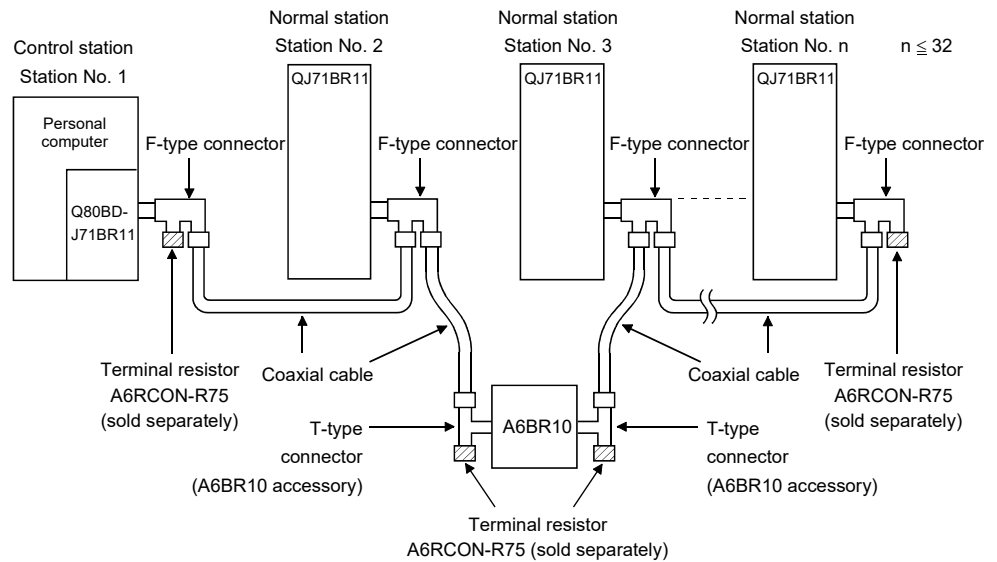 Control station
Station No. 1
Normal station
Station No. 2
Normal station
Station No. 3
Normal station
Station No. n
n ≦ 32
Personal
computer
Q80BD-
J71BR11
F-type connector
QJ71BR11
F-type connector
QJ71BR11
F-type connector
QJ71BR11
F-type connector
Terminal resistor
A6RCON-R75
(sold separately)
Coaxial cable
Coaxial cable
Terminal resistor
A6RCON-R75
(sold separately)
T-type
connector
(A6BR10 accessory)
A6BR10
T-type
connector
(A6BR10 accessory)
Terminal resistor
A6RCON-R75 (sold separately)